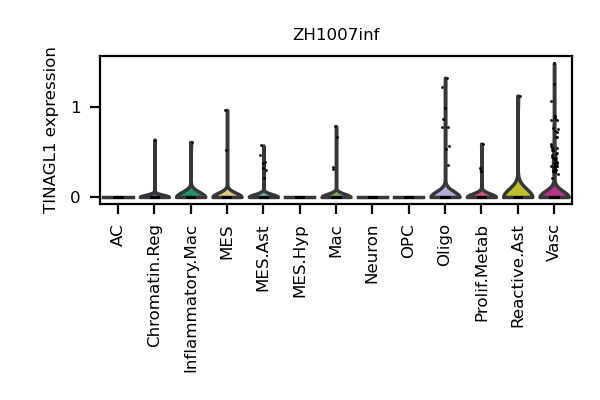 ZH1007inf
TINAGL1 expression
1
0
AC
Chromatin.Reg
Inflammatory.Mac
MES
MES.Ast
MES.Hyp
Mac
Neuron
OPC
Oligo
Prolif.Metab
Reactive.Ast
Vasc